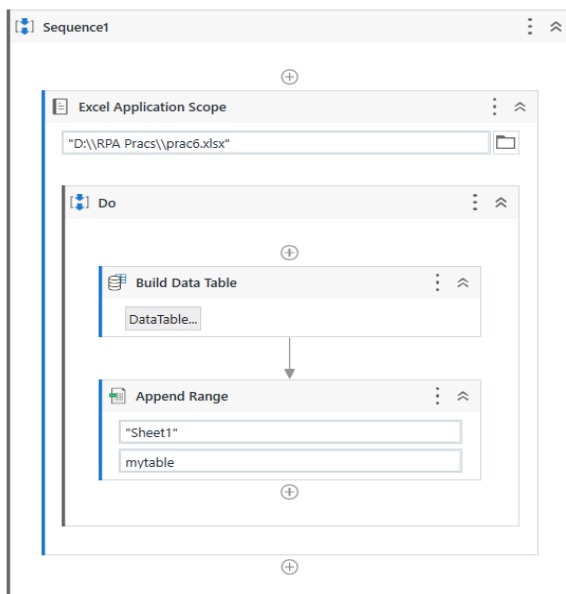 Sequence1
Excel Application Scope
"D:\\RPA Pracs\\prac6.xlsx"
Do
Build Data Table
DataTable...
Append Range
"Sheet1"
mytable